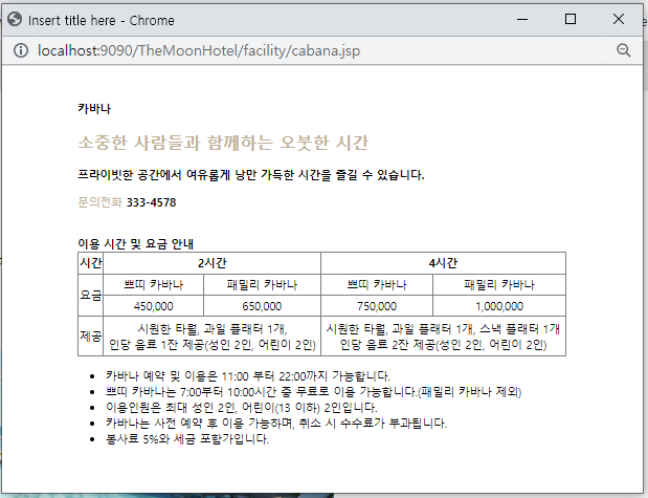 Insert title here - Chrome
localhost:9090/TheMoonHotel/facility/cabana.jsp
카바나
소중한 사람들과 함께하는 오붓한 시간
프라이빗한 공간에서 여유롭게 낭만 가득한 시간을 즐길 수 있습니다.
문의전화 333-4578
이용 시간 및 요금 안내
시간 2시간 4시간
요금 쁘띠 카바나 패밀리 카바나 쁘띠 카바나 패밀리 카바나
450,000 650,000 750,000 1,000,000
제공 시원한 타월, 과일 플래터 1개, 시원한 타월, 과일 플래터 1개, 스낵 플래터 1개
인당 음료 1잔 제공(성인 2인, 어린이 2인) 인당 음료 2잔 제공(성인 2인, 어린이 2인)
• 카바나 예약 및 이용은 11:00 부터 22:00까지 가능합니다.
• 쁘띠 카바나는 7:00부터 10:00시간 중 무료로 이용 가능합니다.(패밀리 카바나 제외)
• 이용인원은 최대 성인 2인, 어린이(13 이하) 2인입니다.
• 카바나는 사전 예약 후 이용 가능하며, 취소 시 수수료가 부과됩니다.
• 봉사료 5%와 세금 포함가입니다.